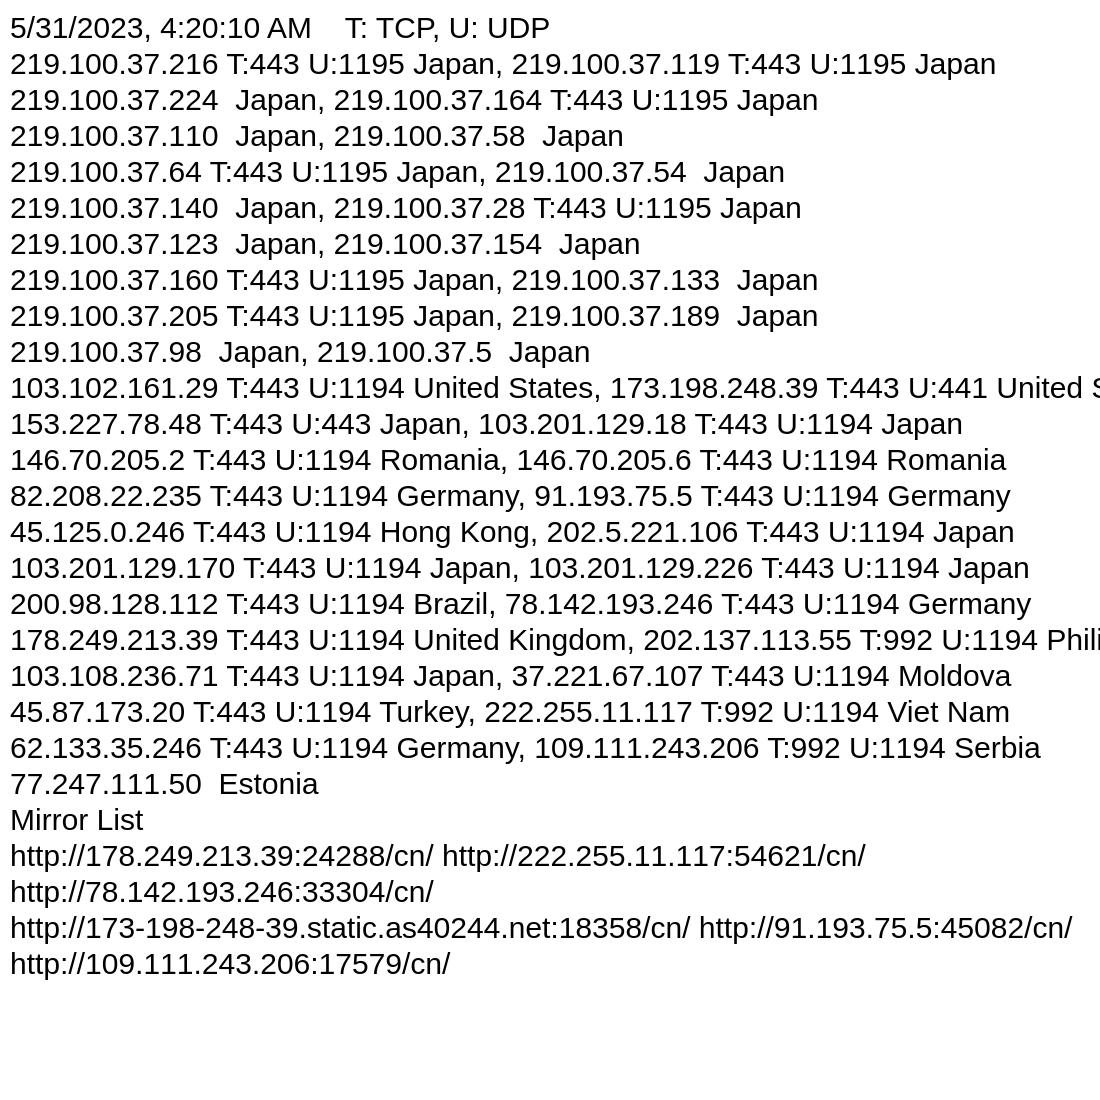 5/31/2023, 4:20:10 AM    T: TCP, U: UDP
219.100.37.216 T:443 U:1195 Japan, 219.100.37.119 T:443 U:1195 Japan
219.100.37.224  Japan, 219.100.37.164 T:443 U:1195 Japan
219.100.37.110  Japan, 219.100.37.58  Japan
219.100.37.64 T:443 U:1195 Japan, 219.100.37.54  Japan
219.100.37.140  Japan, 219.100.37.28 T:443 U:1195 Japan
219.100.37.123  Japan, 219.100.37.154  Japan
219.100.37.160 T:443 U:1195 Japan, 219.100.37.133  Japan
219.100.37.205 T:443 U:1195 Japan, 219.100.37.189  Japan
219.100.37.98  Japan, 219.100.37.5  Japan
103.102.161.29 T:443 U:1194 United States, 173.198.248.39 T:443 U:441 United S
153.227.78.48 T:443 U:443 Japan, 103.201.129.18 T:443 U:1194 Japan
146.70.205.2 T:443 U:1194 Romania, 146.70.205.6 T:443 U:1194 Romania
82.208.22.235 T:443 U:1194 Germany, 91.193.75.5 T:443 U:1194 Germany
45.125.0.246 T:443 U:1194 Hong Kong, 202.5.221.106 T:443 U:1194 Japan
103.201.129.170 T:443 U:1194 Japan, 103.201.129.226 T:443 U:1194 Japan
200.98.128.112 T:443 U:1194 Brazil, 78.142.193.246 T:443 U:1194 Germany
178.249.213.39 T:443 U:1194 United Kingdom, 202.137.113.55 T:992 U:1194 Phili
103.108.236.71 T:443 U:1194 Japan, 37.221.67.107 T:443 U:1194 Moldova
45.87.173.20 T:443 U:1194 Turkey, 222.255.11.117 T:992 U:1194 Viet Nam
62.133.35.246 T:443 U:1194 Germany, 109.111.243.206 T:992 U:1194 Serbia
77.247.111.50  Estonia
Mirror List
http://178.249.213.39:24288/cn/ http://222.255.11.117:54621/cn/
http://78.142.193.246:33304/cn/
http://173-198-248-39.static.as40244.net:18358/cn/ http://91.193.75.5:45082/cn/
http://109.111.243.206:17579/cn/